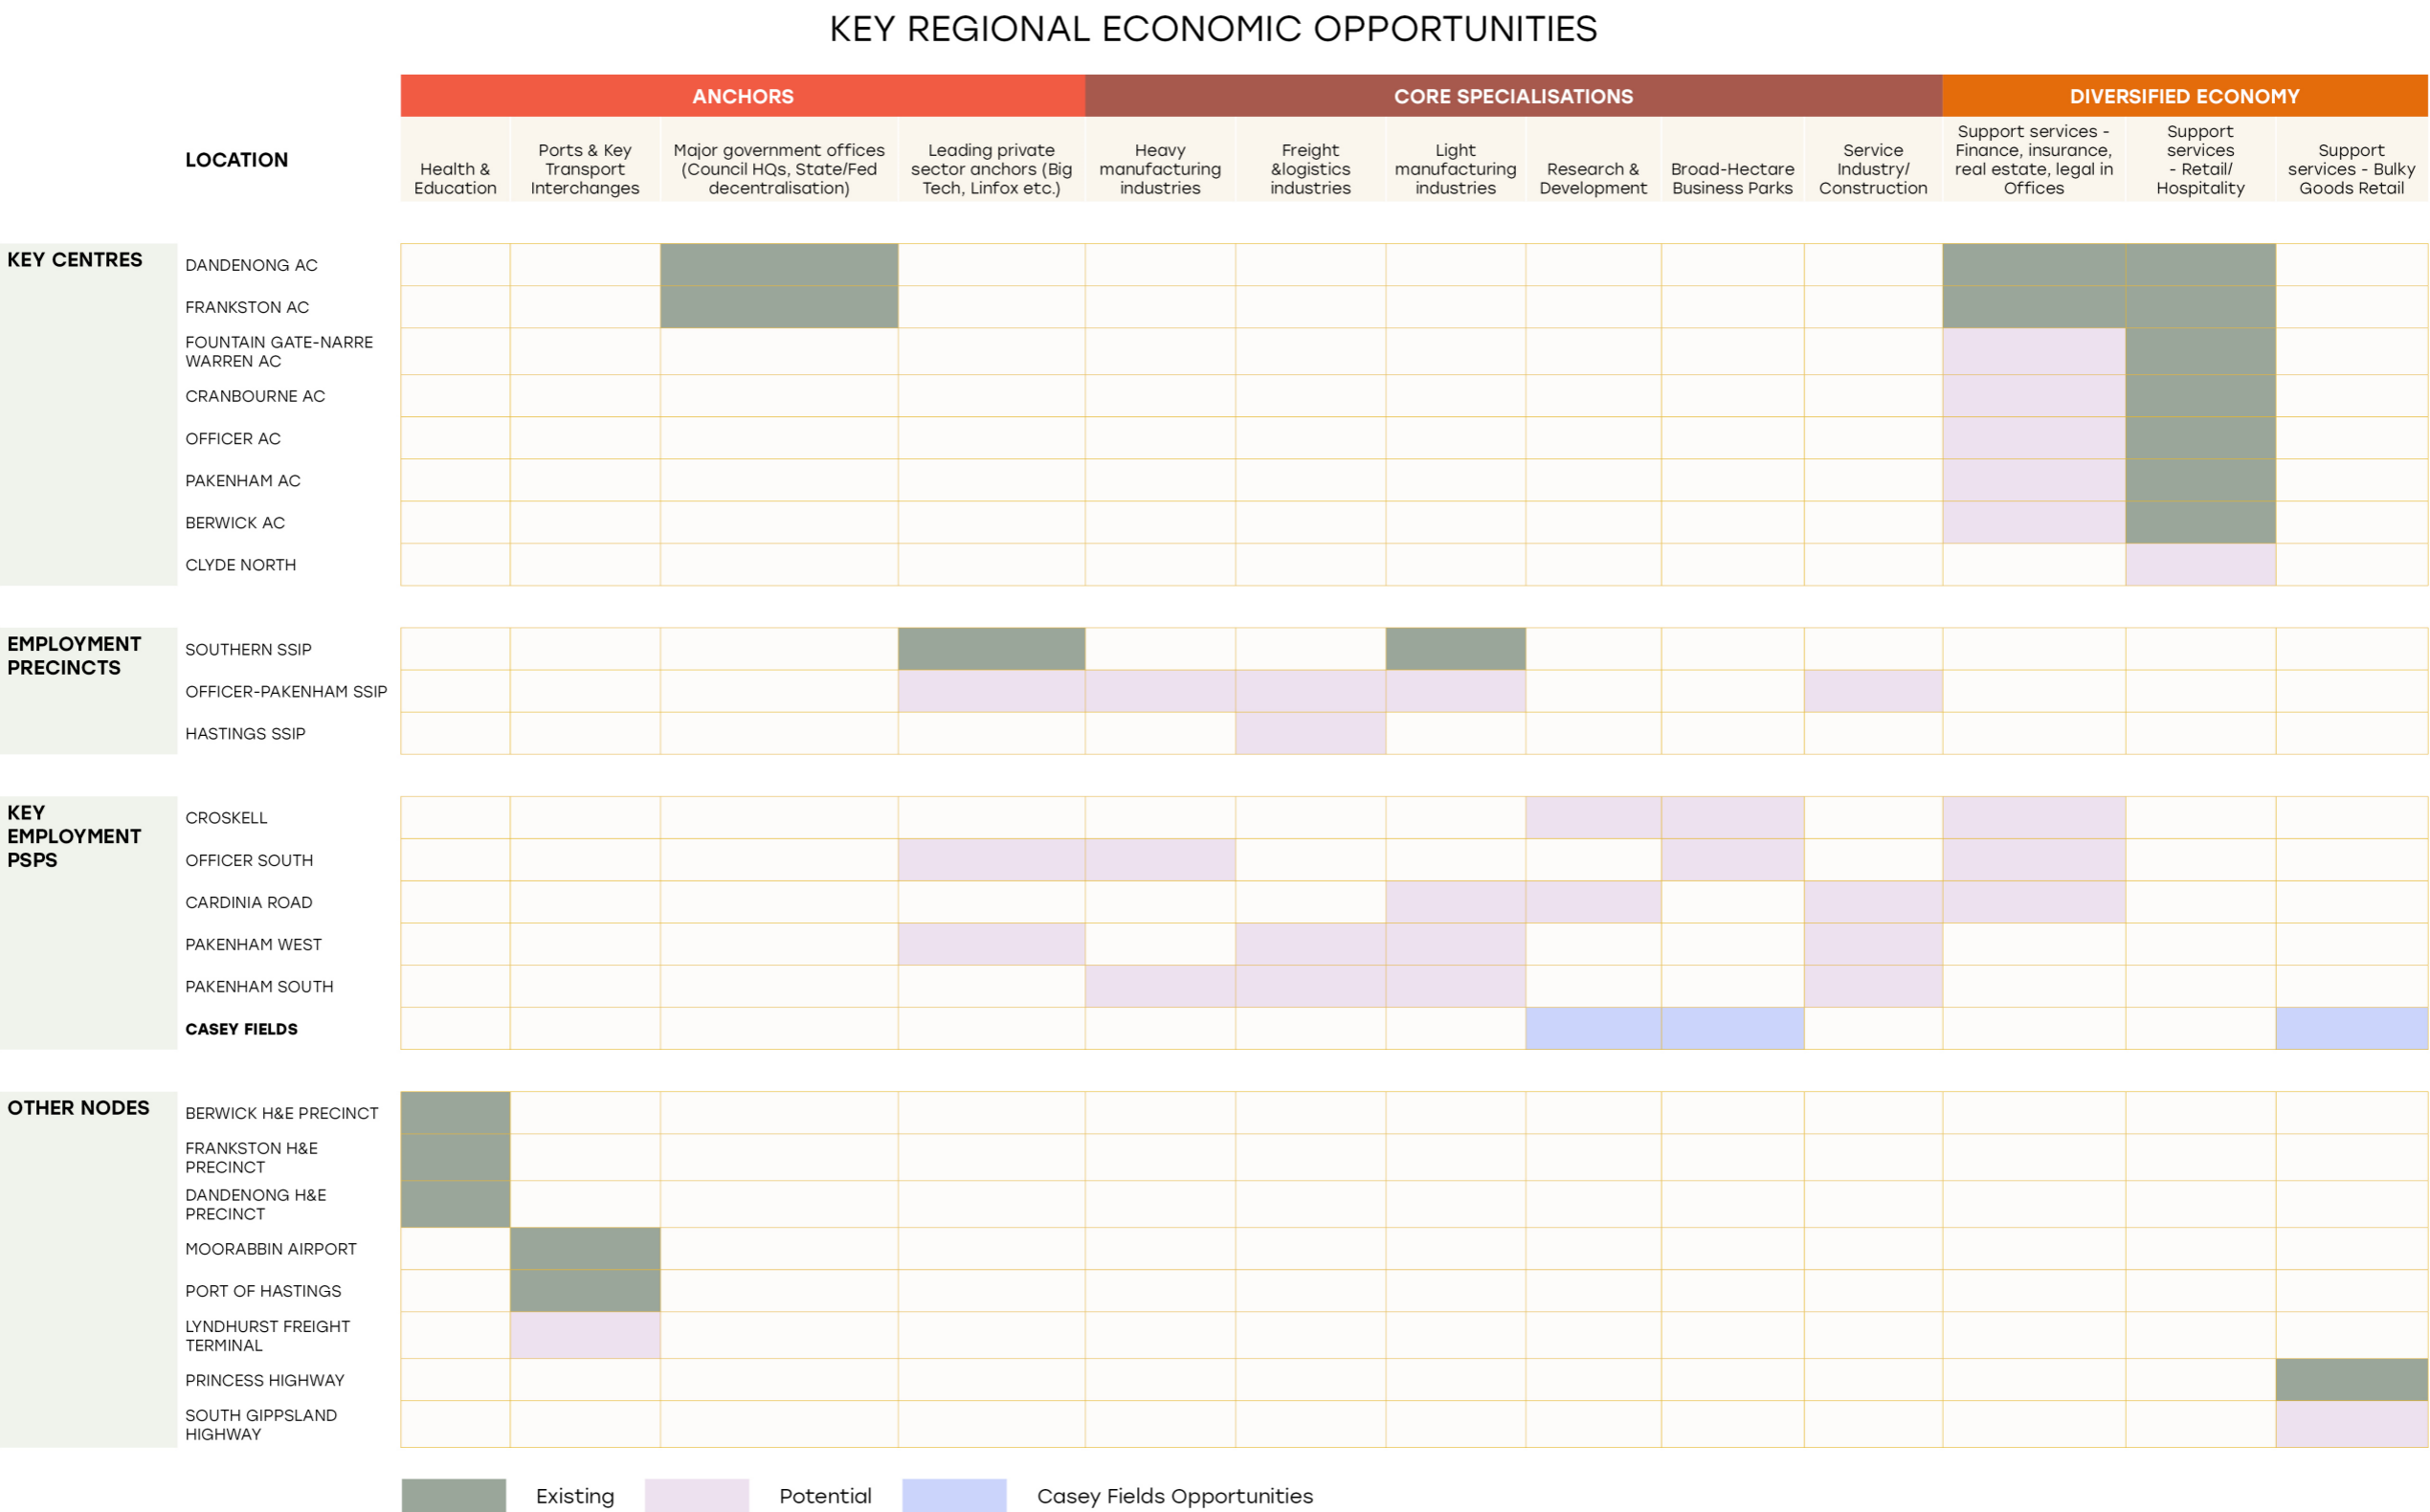 KEY REGIONAL ECONOMIC OPPORTUNITIES
ANCHORS
CORE SPECIALISATIONS
DIVERSIFIED ECONOMY
LOCATION
Health &
Education
Ports & Key
Transport
Interchanges
Major government offices
(Council HQs, State/Fed
decentralisation)
Leading private
sector anchors (Big
Tech, Linfox etc.)
Heavy
manufacturing
industries
Freight
&logistics
industries
Light
manufacturing
industries
Research &
Development
Broad-Hectare
Business Parks
Service
Industry/
Construction
Support services -
Finance, insurance,
real estate, legal in
Offices
Support
services
- Retail/
Hospitality
Support
services - Bulky
Goods Retail
KEY CENTRES
DANDENONG AC
FRANKSTON AC
FOUNTAIN GATE-NARRE
WARREN AC
CRANBOURNE AC
OFFICER AC
PAKENHAM AC
BERWICK AC
CLYDE NORTH
EMPLOYMENT
PRECINCTS
SOUTHERN SSIP
OFFICER-PAKENHAM SSIP
HASTINGS SSIP
KEY
EMPLOYMENT
PSPS
CROSKELL
OFFICER SOUTH
CARDINIA ROAD
PAKENHAM WEST
PAKENHAM SOUTH
CASEY FIELDS
OTHER NODES
BERWICK H&E PRECINCT
FRANKSTON H&E
PRECINCT
DANDENONG H&E
PRECINCT
MOORABBIN AIRPORT
PORT OF HASTINGS
LYNDHURST FREIGHT
TERMINAL
PRINCESS HIGHWAY
SOUTH GIPPSLAND
HIGHWAY
Existing
Potential
Casey Fields Opportunities